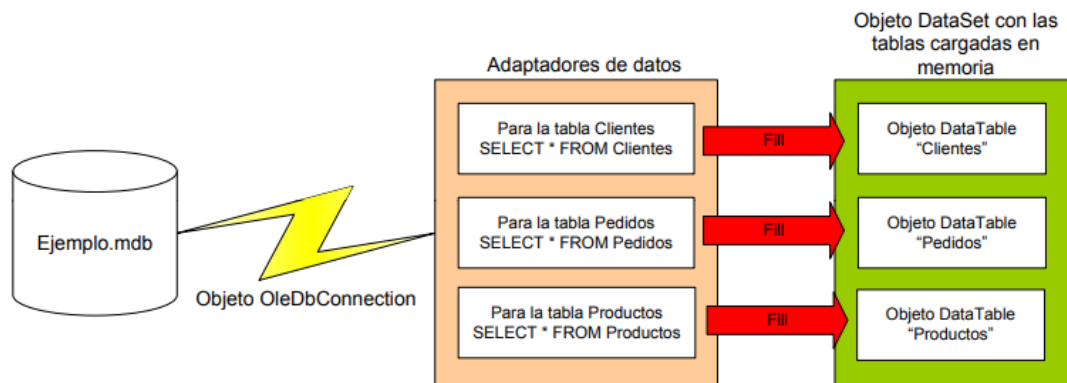 Objeto DataSet con las
tablas cargadas en
memoria
Adaptadores de datos
Para la tabla Clientes
SELECT * FROM Clientes
Fill
Objeto DataTable
“Clientes”
Ejemplo.mdb
Objeto OleDbConnection
Para la tabla Pedidos
SELECT * FROM Pedidos
Fill
Objeto DataTable
“Pedidos”
Para la tabla Productos
SELECT * FROM Productos
Fill
Objeto DataTable
“Productos”